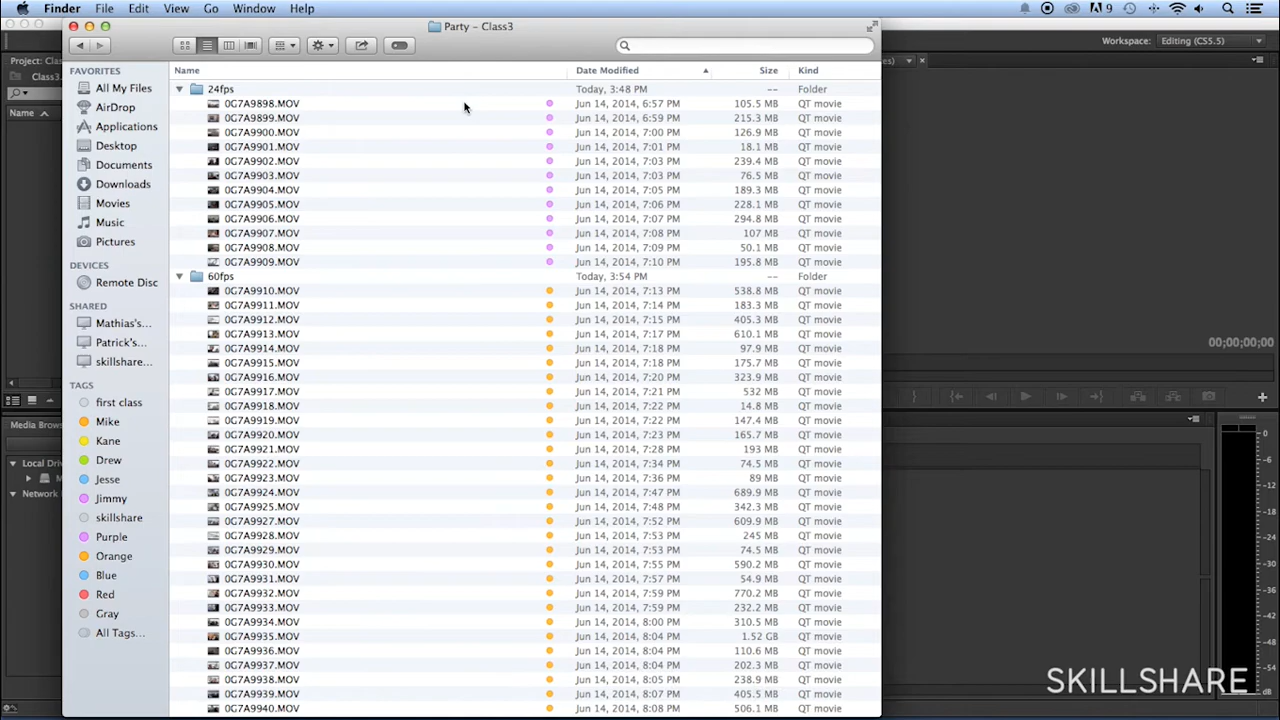 Finder File Edit View Go Window Help 9
Party – Class3
Workspace: Editing (CS5.5)
Project: Clas
Class3.
Name
00;00;00;00
Media Brows
Local Driv
M
Network
FAVORITES
All My Files
AirDrop
Applications
Desktop
Documents
Downloads
Movies
Music
Pictures
DEVICES
Remote Disc
SHARED
Mathias's...
Patrick's...
skillshare...
TAGS
first class
Mike
Kane
Drew
Jesse
Jimmy
skillshare
Purple
Orange
Blue
Red
Gray
All Tags...
Name Date Modified Size Kind
24fps Today, 3:48 PM -- Folder
0G7A9898.MOV Jun 14, 2014, 6:57 PM 105.5 MB QT movie
0G7A9899.MOV Jun 14, 2014, 6:59 PM 215.3 MB QT movie
0G7A9900.MOV Jun 14, 2014, 7:00 PM 126.9 MB QT movie
0G7A9901.MOV Jun 14, 2014, 7:01 PM 18.1 MB QT movie
0G7A9902.MOV Jun 14, 2014, 7:03 PM 239.4 MB QT movie
0G7A9903.MOV Jun 14, 2014, 7:03 PM 76.5 MB QT movie
0G7A9904.MOV Jun 14, 2014, 7:05 PM 189.3 MB QT movie
0G7A9905.MOV Jun 14, 2014, 7:06 PM 228.1 MB QT movie
0G7A9906.MOV Jun 14, 2014, 7:07 PM 294.8 MB QT movie
0G7A9907.MOV Jun 14, 2014, 7:08 PM 107 MB QT movie
0G7A9908.MOV Jun 14, 2014, 7:09 PM 50.1 MB QT movie
0G7A9909.MOV Jun 14, 2014, 7:10 PM 195.8 MB QT movie
60fps Today, 3:54 PM -- Folder
0G7A9910.MOV Jun 14, 2014, 7:13 PM 538.8 MB QT movie
0G7A9911.MOV Jun 14, 2014, 7:14 PM 183.3 MB QT movie
0G7A9912.MOV Jun 14, 2014, 7:15 PM 405.3 MB QT movie
0G7A9913.MOV Jun 14, 2014, 7:17 PM 610.1 MB QT movie
0G7A9914.MOV Jun 14, 2014, 7:18 PM 97.9 MB QT movie
0G7A9915.MOV Jun 14, 2014, 7:18 PM 175.7 MB QT movie
0G7A9916.MOV Jun 14, 2014, 7:20 PM 323.9 MB QT movie
0G7A9917.MOV Jun 14, 2014, 7:21 PM 532 MB QT movie
0G7A9918.MOV Jun 14, 2014, 7:22 PM 14.8 MB QT movie
0G7A9919.MOV Jun 14, 2014, 7:22 PM 147.4 MB QT movie
0G7A9920.MOV Jun 14, 2014, 7:23 PM 165.7 MB QT movie
0G7A9921.MOV Jun 14, 2014, 7:28 PM 193 MB QT movie
0G7A9922.MOV Jun 14, 2014, 7:34 PM 74.5 MB QT movie
0G7A9923.MOV Jun 14, 2014, 7:36 PM 89 MB QT movie
0G7A9924.MOV Jun 14, 2014, 7:47 PM 689.9 MB QT movie
0G7A9925.MOV Jun 14, 2014, 7:48 PM 342.3 MB QT movie
0G7A9927.MOV Jun 14, 2014, 7:52 PM 609.9 MB QT movie
0G7A9928.MOV Jun 14, 2014, 7:53 PM 245 MB QT movie
0G7A9929.MOV Jun 14, 2014, 7:53 PM 74.5 MB QT movie
0G7A9930.MOV Jun 14, 2014, 7:55 PM 590.2 MB QT movie
0G7A9931.MOV Jun 14, 2014, 7:57 PM 54.9 MB QT movie
0G7A9932.MOV Jun 14, 2014, 7:59 PM 770.2 MB QT movie
0G7A9933.MOV Jun 14, 2014, 7:59 PM 232.2 MB QT movie
0G7A9934.MOV Jun 14, 2014, 8:00 PM 310.5 MB QT movie
0G7A9935.MOV Jun 14, 2014, 8:04 PM 1.52 GB QT movie
0G7A9936.MOV Jun 14, 2014, 8:04 PM 110.6 MB QT movie
0G7A9937.MOV Jun 14, 2014, 8:04 PM 202.3 MB QT movie
0G7A9938.MOV Jun 14, 2014, 8:05 PM 238.9 MB QT movie
0G7A9939.MOV Jun 14, 2014, 8:07 PM 405.5 MB QT movie
0G7A9940.MOV Jun 14, 2014, 8:08 PM 506.1 MB QT movie
-6
-12
-18
-24
-30
-36
dB
SKILLSHARE